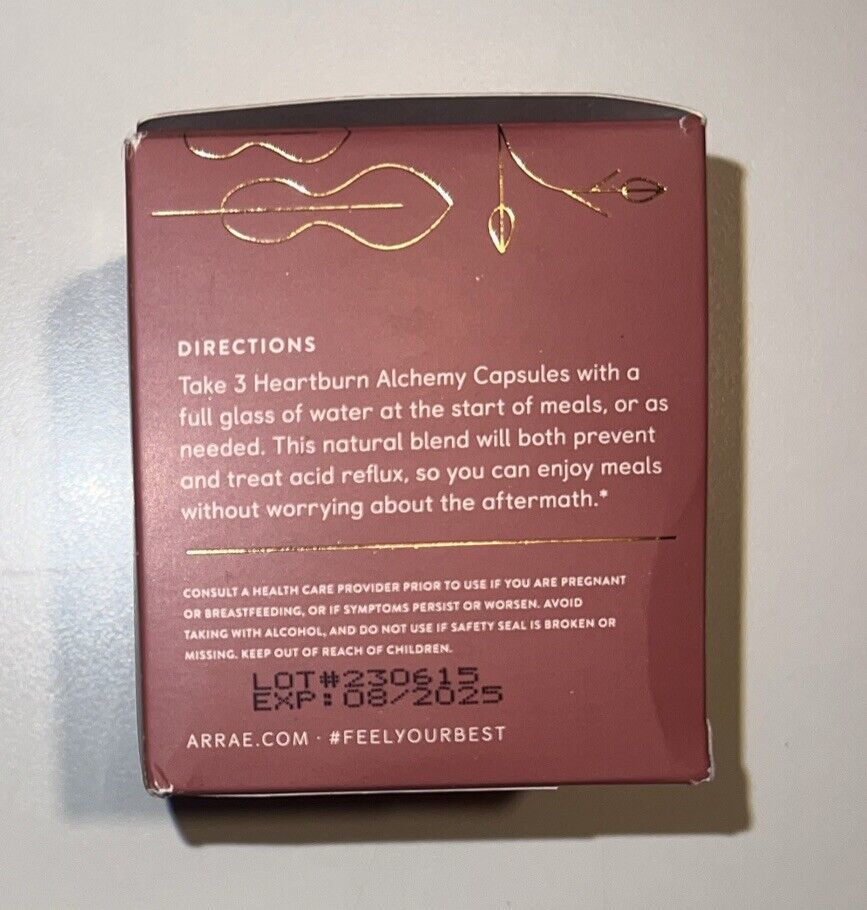 DIRECTIONS
Take 3 Heartburn Alchemy Capsules with a
full glass of water at the start of meals, or as
needed. This natural blend will both prevent
and treat acid reflux, so you can enjoy meals
without worrying about the aftermath.*
CONSULT A HEALTH CARE PROVIDER PRIOR TO USE IF YOU ARE PREGNANT
OR BREASTFEEDING, OR IF SYMPTOMS PERSIST OR WORSEN. AVOID
TAKING WITH ALCOHOL, AND DO NOT USE IF SAFETY SEAL IS BROKEN OR
MISSING. KEEP OUT OF REACH OF CHILDREN.
LOT#230615
EXP:08/2025
ARRAE.COM · #FEELYOURBEST